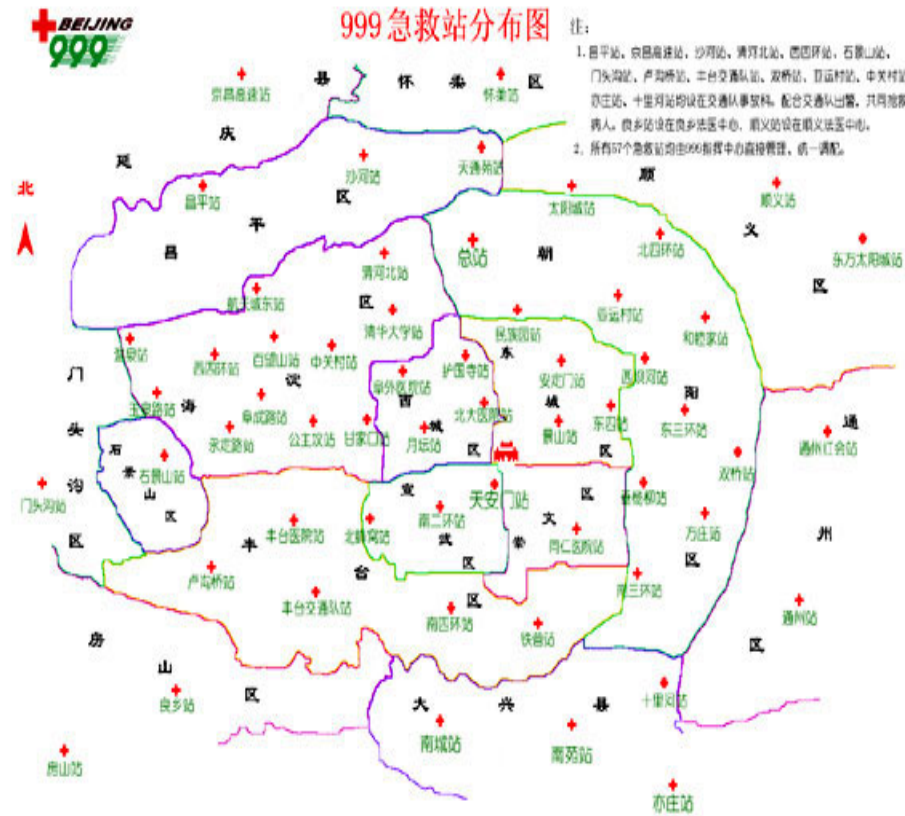 BEIJING
999
999急救站分布图
注：
1、昌平站、京昌高速站、沙河站、清河北站、西四环站、石景山站、
门头沟站、卢沟桥站、丰台交通队站、双桥站、亚运村站、中关村站
亦庄站、十里河站均设在交通队事故科。配合交通队出警，共同抢救
病人。良乡站设在良乡法医中心、顺义站设在顺义法医中心。
2、所有57个急救站均由999指挥中心直接管理、统一调配。
北
京昌高速站
怀柔站
延庆县
怀柔区
昌平站
沙河站
天通苑站
昌平区
太阳城站
顺义站
顺义区
总站
北四环站
东方太阳城站
清河北站
航天城东站
清华大学站
民族园站
亚运村站
和睦家站
温泉站
西四环站
百望山站
中关村站
护国寺站
安定门站
阜外医院站
玉泉路站
阜成路站
北大医院站
东四站
东三环站
永定路站
公主坟站
甘家口站
月坛站
景山站
海淀区
西城区
东城区
朝阳区
通州红会站
双桥站
门头沟区
石景山区
石景山站
门头沟站
天安门站
垂杨柳站
通州区
丰台医院站
南二环站
宣武区
崇文区
同仁医院站
万庄站
卢沟桥站
丰台区
丰台交通队站
南四环站
南三环站
通州站
房山区
良乡站
十里河站
大兴县
南城站
南苑站
房山站
亦庄站